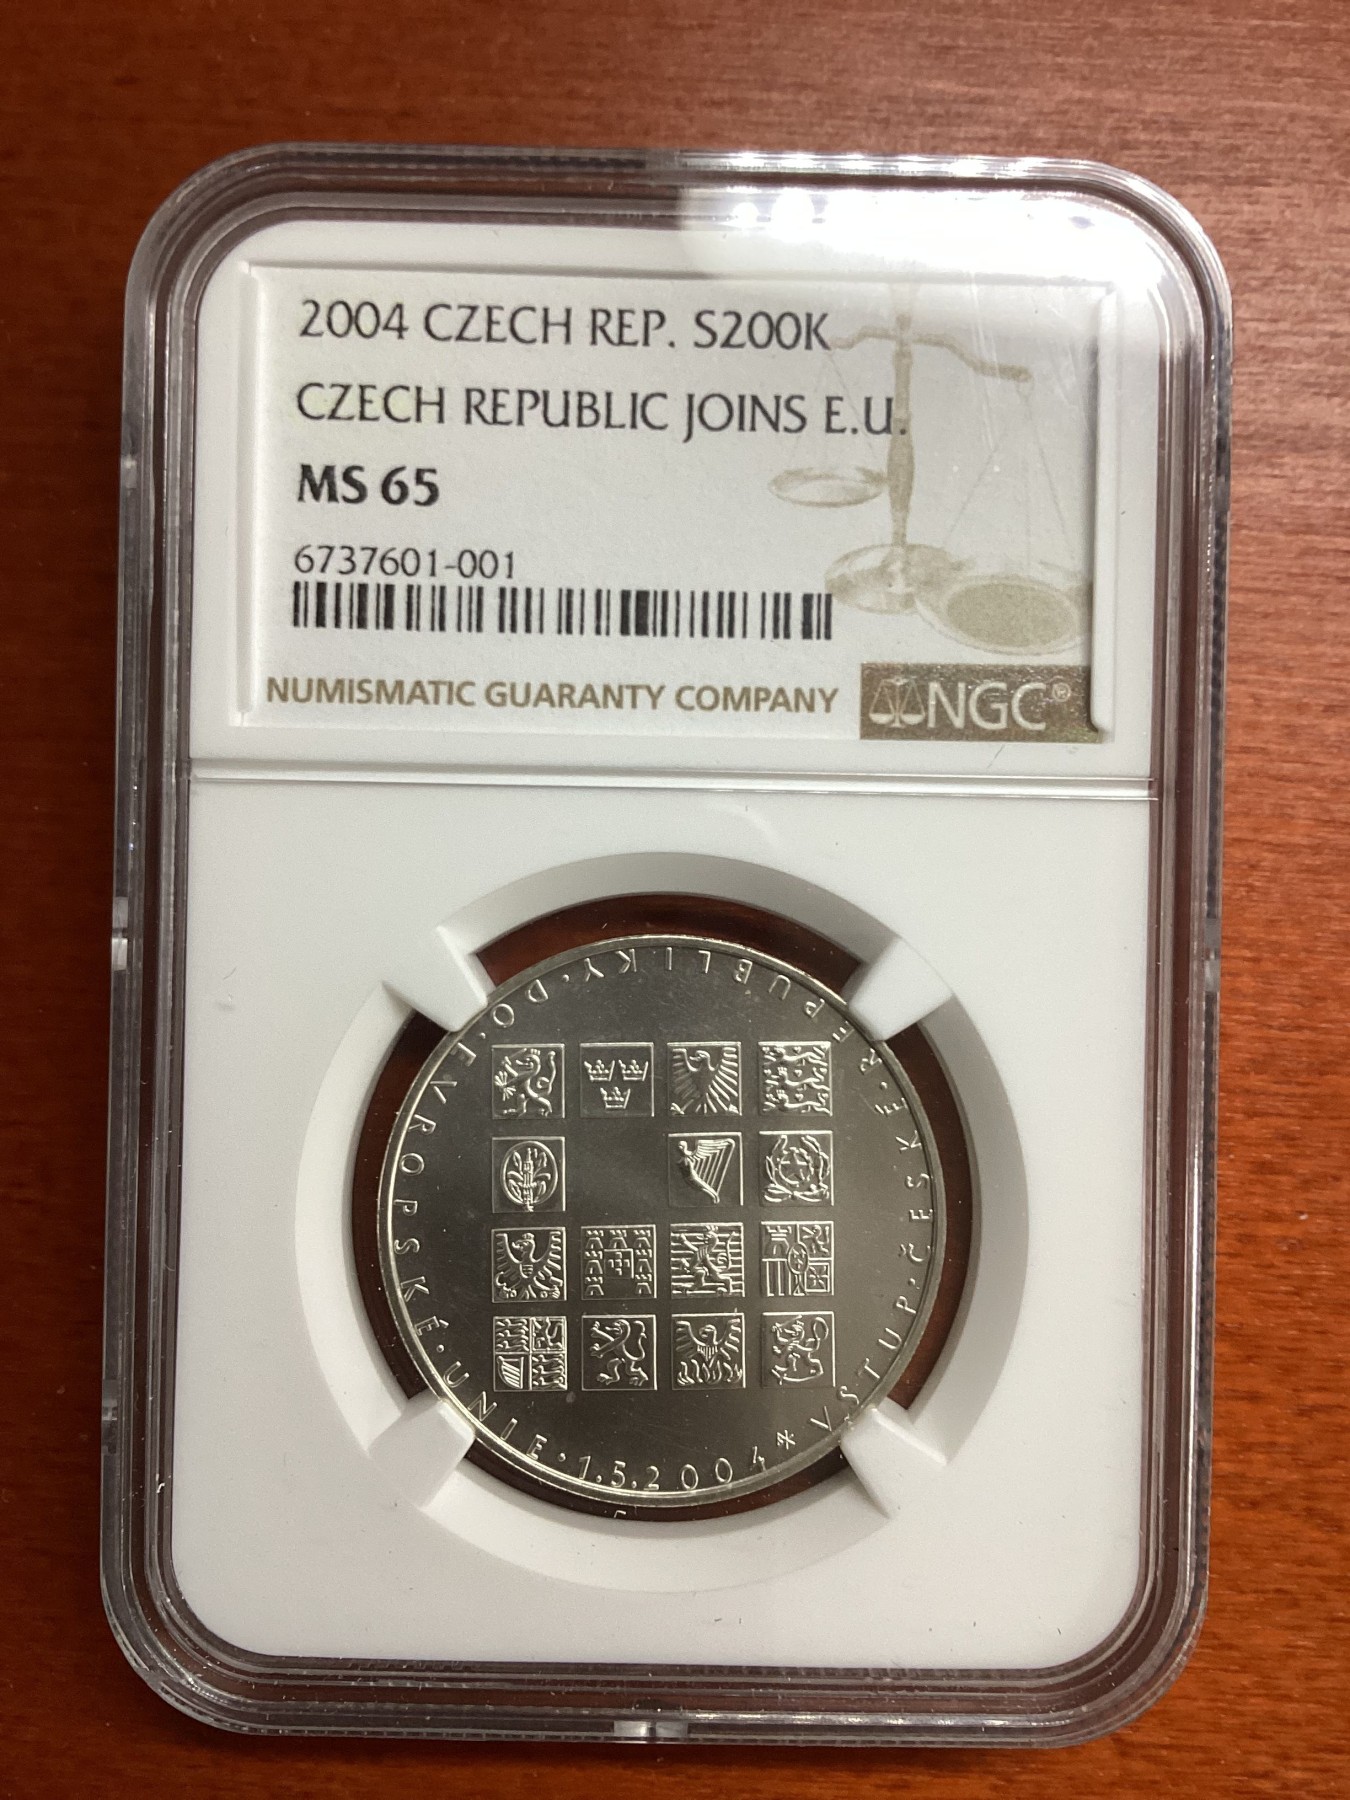 2004 CZECH REP. S200K
CZECH REPUBLIC JOINS E.U.
MS 65
6737601-001
NUMISMATIC GUARANTY COMPANY
NGC®
VSTUP·ČESKÉ·REPUBLIKY·DO·EVROPSKÉ·UNIE·1.5.2004*